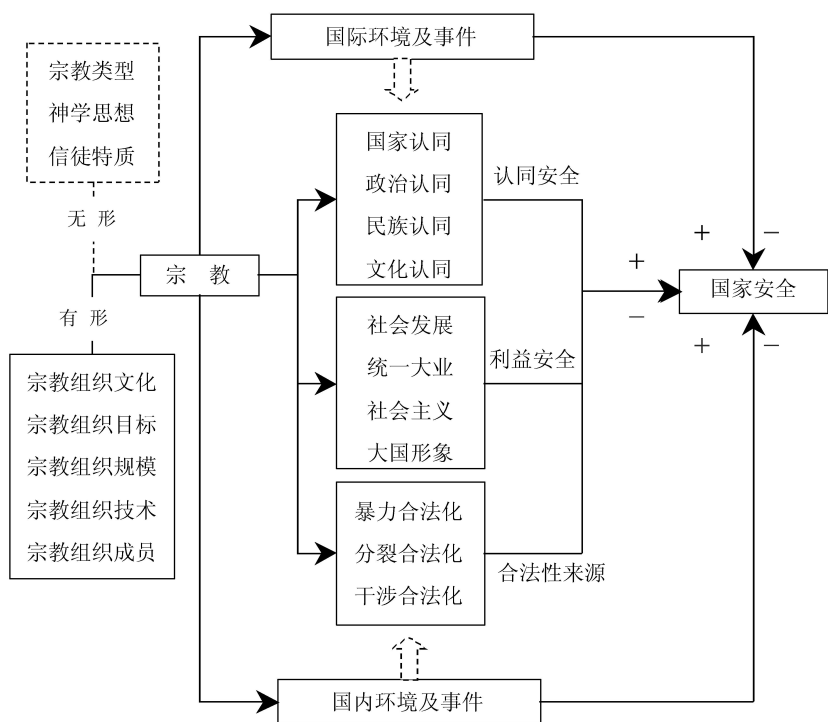 国际环境及事件
宗教类型
神学思想
信徒特质
无 形
有 形
宗教组织文化
宗教组织目标
宗教组织规模
宗教组织技术
宗教组织成员
宗 教
国家认同
政治认同
民族认同
文化认同
认同安全
社会发展
统一大业
社会主义
大国形象
利益安全
暴力合法化
分裂合法化
干涉合法化
合法性来源
+ −
+
−
国家安全
+ −
国内环境及事件